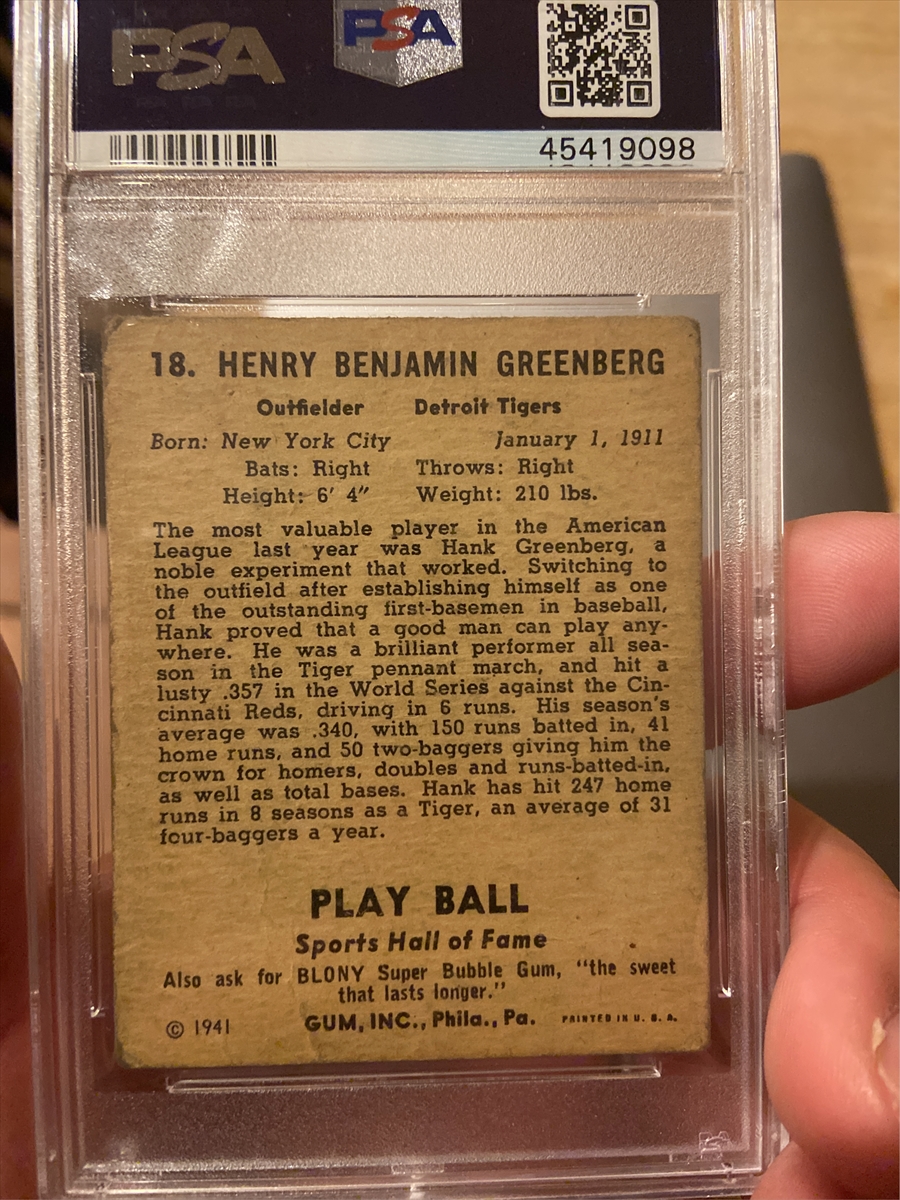 PSA
PSA
45419098
18. HENRY BENJAMIN GREENBERG
Outfielder Detroit Tigers
Born: New York City January 1, 1911
Bats: Right Throws: Right
Height: 6′ 4″ Weight: 210 lbs.
The most valuable player in the American
League last year was Hank Greenberg, a
noble experiment that worked. Switching to
the outfield after establishing himself as one
of the outstanding first-basemen in baseball,
Hank proved that a good man can play any-
where. He was a brilliant performer all sea-
son in the Tiger pennant march, and hit a
lusty .357 in the World Series against the Cin-
cinnati Reds, driving in 6 runs. His season's
average was .340, with 150 runs batted in, 41
home runs, and 50 two-baggers giving him the
crown for homers, doubles and runs-batted-in,
as well as total bases. Hank has hit 247 home
runs in 8 seasons as a Tiger, an average of 31
four-baggers a year.
PLAY BALL
Sports Hall of Fame
Also ask for BLONY Super Bubble Gum, "the sweet
that lasts longer."
© 1941 GUM, INC., Phila., Pa. PRINTED IN U. S. A.